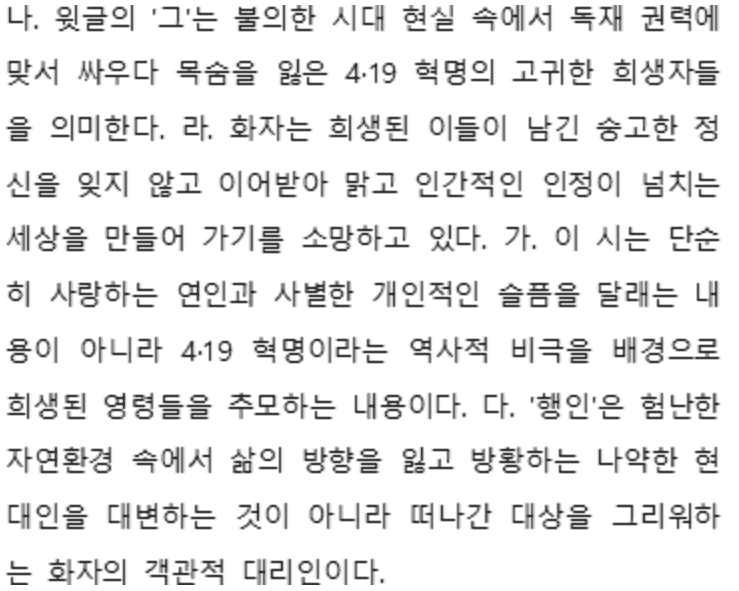 나. 윗글의 '그'는 불의한 시대 현실 속에서 독재 권력에
맞서 싸우다 목숨을 잃은 4·19 혁명의 고귀한 희생자들
을 의미한다. 라. 화자는 희생된 이들이 남긴 숭고한 정
신을 잊지 않고 이어받아 맑고 인간적인 인정이 넘치는
세상을 만들어 가기를 소망하고 있다. 가. 이 시는 단순
히 사랑하는 연인과 사별한 개인적인 슬픔을 달래는 내
용이 아니라 4·19 혁명이라는 역사적 비극을 배경으로
희생된 영령들을 추모하는 내용이다. 다. '행인'은 험난한
자연환경 속에서 삶의 방향을 잃고 방황하는 나약한 현
대인을 대변하는 것이 아니라 떠나간 대상을 그리워하
는 화자의 객관적 대리인이다.